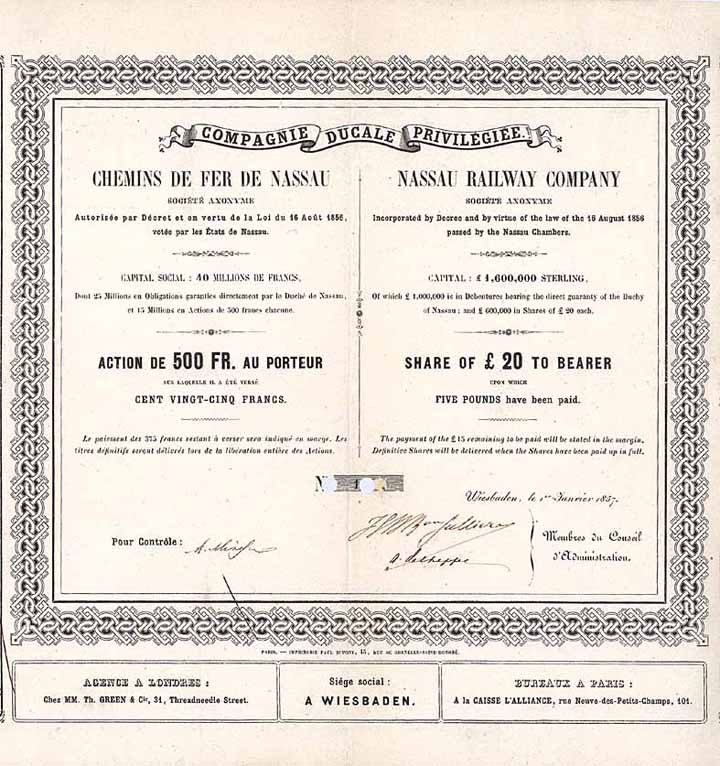 COMPAGNIE DUCALE PRIVILÉGIÉE.
CHEMINS DE FER DE NASSAU
SOCIÉTÉ ANONYME
Autorisée par Décret et en vertu de la Loi du 16 Août 1856,
votée par les États de Nassau.
CAPITAL SOCIAL : 40 MILLIONS DE FRANCS,
Dont 25 Millions en Obligations garanties directement par le Duché de Nassau,
et 15 Millions en Actions de 500 francs chacune.
ACTION DE 500 FR. AU PORTEUR
SUR LAQUELLE IL A ÉTÉ VERSÉ
CENT VINGT-CINQ FRANCS.
Le paiement des 375 francs restant à verser sera indiqué en marge. Les
titres définitifs seront délivrés lors de la libération entière des Actions.
NASSAU RAILWAY COMPANY
SOCIÉTÉ ANONYME
Incorporated by Decree and by virtue of the law of the 16 August 1856
passed by the Nassau Chambers.
CAPITAL : £ 1,600,000 STERLING,
Of which £ 1,000,000 is in Debentures bearing the direct guaranty of the Duchy
of Nassau ; and £ 600,000 in Shares of £ 20 each.
SHARE OF £ 20 TO BEARER
UPON WHICH
FIVE POUNDS have been paid.
The payment of the £ 15 remaining to be paid will be stated in the margin.
Definitive Shares will be delivered when the Shares have been paid up in full.
N
Wiesbaden, le 1er Janvier 1857.
Pour Contrôle :
Membres du Conseil
d'Administration.
PARIS. — IMPRIMERIE PAUL DUPONT, 45, RUE DE GRENELLE-SAINT-HONORÉ.
AGENCE A LONDRES :
Chez MM. Th. GREEN & Cie, 31, Threadneedle Street.
Siége social :
A WIESBADEN.
BUREAUX A PARIS :
A la CAISSE L'ALLIANCE, rue Neuve-des-Petits-Champs, 101.